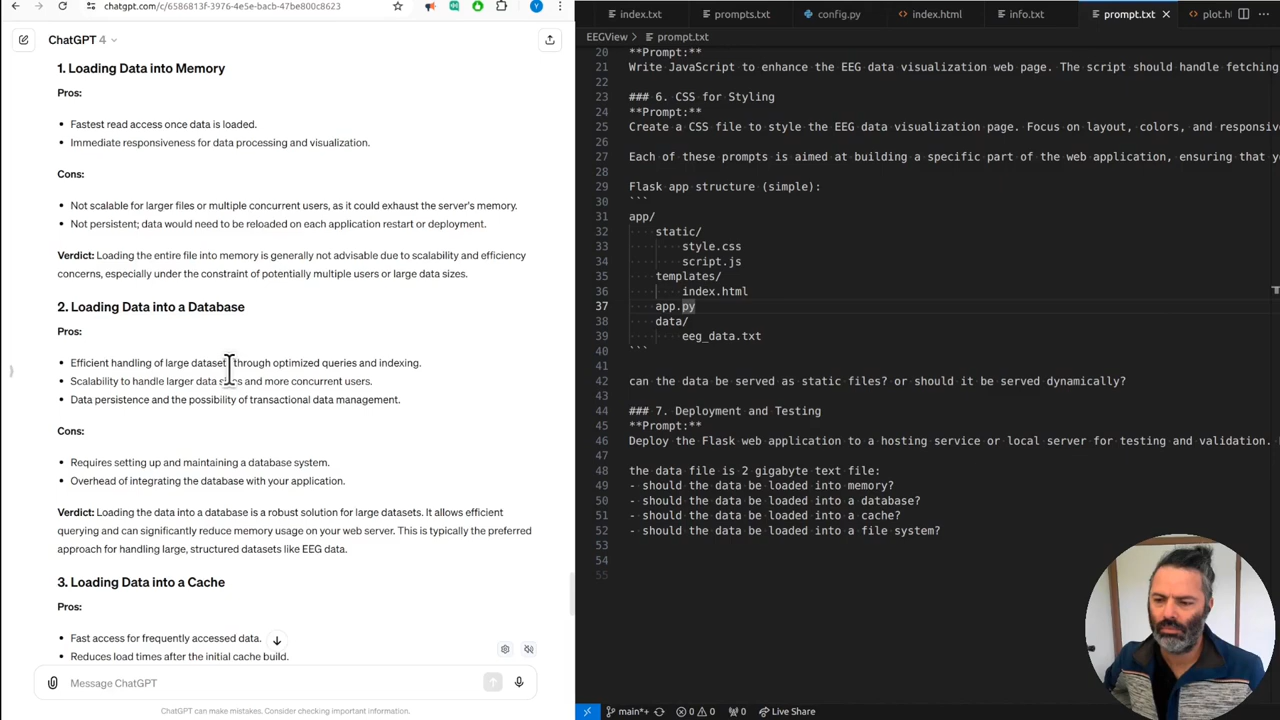 chatgpt.com/c/6586813f-3976-4e5e-bacb-47be800c8623
Y
ChatGPT 4
1. Loading Data into Memory
Pros:
• Fastest read access once data is loaded.
• Immediate responsiveness for data processing and visualization.
Cons:
• Not scalable for larger files or multiple concurrent users, as it could exhaust the server's memory.
• Not persistent; data would need to be reloaded on each application restart or deployment.
Verdict: Loading the entire file into memory is generally not advisable due to scalability and efficiency
concerns, especially under the constraint of potentially multiple users or large data sizes.
2. Loading Data into a Database
Pros:
• Efficient handling of large datasets through optimized queries and indexing.
• Scalability to handle larger data sizes and more concurrent users.
• Data persistence and the possibility of transactional data management.
Cons:
• Requires setting up and maintaining a database system.
• Overhead of integrating the database with your application.
Verdict: Loading the data into a database is a robust solution for large datasets. It allows efficient
querying and can significantly reduce memory usage on your web server. This is typically the preferred
approach for handling large, structured datasets like EEG data.
3. Loading Data into a Cache
Pros:
• Fast access for frequently accessed data.
• Reduces load times after the initial cache build.
Message ChatGPT
ChatGPT can make mistakes. Consider checking important information.
index.txt prompts.txt config.py index.html info.txt prompt.txt plot.h
EEGView > prompt.txt
20 **Prompt:**
21 Write JavaScript to enhance the EEG data visualization web page. The script should handle fetching
22
23 ### 6. CSS for Styling
24 **Prompt:**
25 Create a CSS file to style the EEG data visualization page. Focus on layout, colors, and responsiv
26
27 Each of these prompts is aimed at building a specific part of the web application, ensuring that y
28
29 Flask app structure (simple):
30 ```
31 app/
32 static/
33 style.css
34 script.js
35 templates/
36 index.html
37 app.py
38 data/
39 eeg_data.txt
40 ```
41
42 can the data be served as static files? or should it be served dynamically?
43
44 ### 7. Deployment and Testing
45 **Prompt:**
46 Deploy the Flask web application to a hosting service or local server for testing and validation.
47
48 the data file is 2 gigabyte text file:
49 - should the data be loaded into memory?
50 - should the data be loaded into a database?
51 - should the data be loaded into a cache?
52 - should the data be loaded into a file system?
53
54
55
main*+ 0 0 0 Live Share